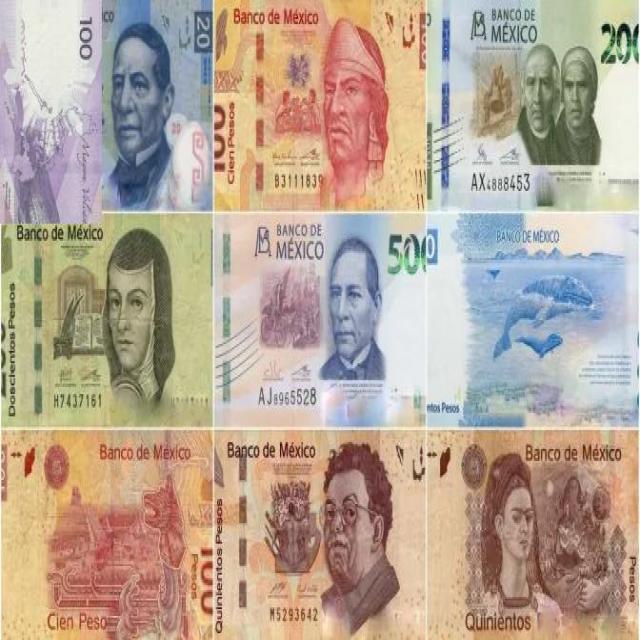 100
20
Banco de México
100
Cien Pesos
B3111839
BANCO DE
MÉXICO
200
AX4888453
Banco de México
Doscientos Pesos
H7437161
BANCO DE
MÉXICO
500
AJ8965528
BANCO DE MÉXICO
ntos Pesos
Banco de México
100
Pesos
Cien Peso
Banco de México
Quinientos Pesos
M5293642
Banco de México
Pesos
Quinientos